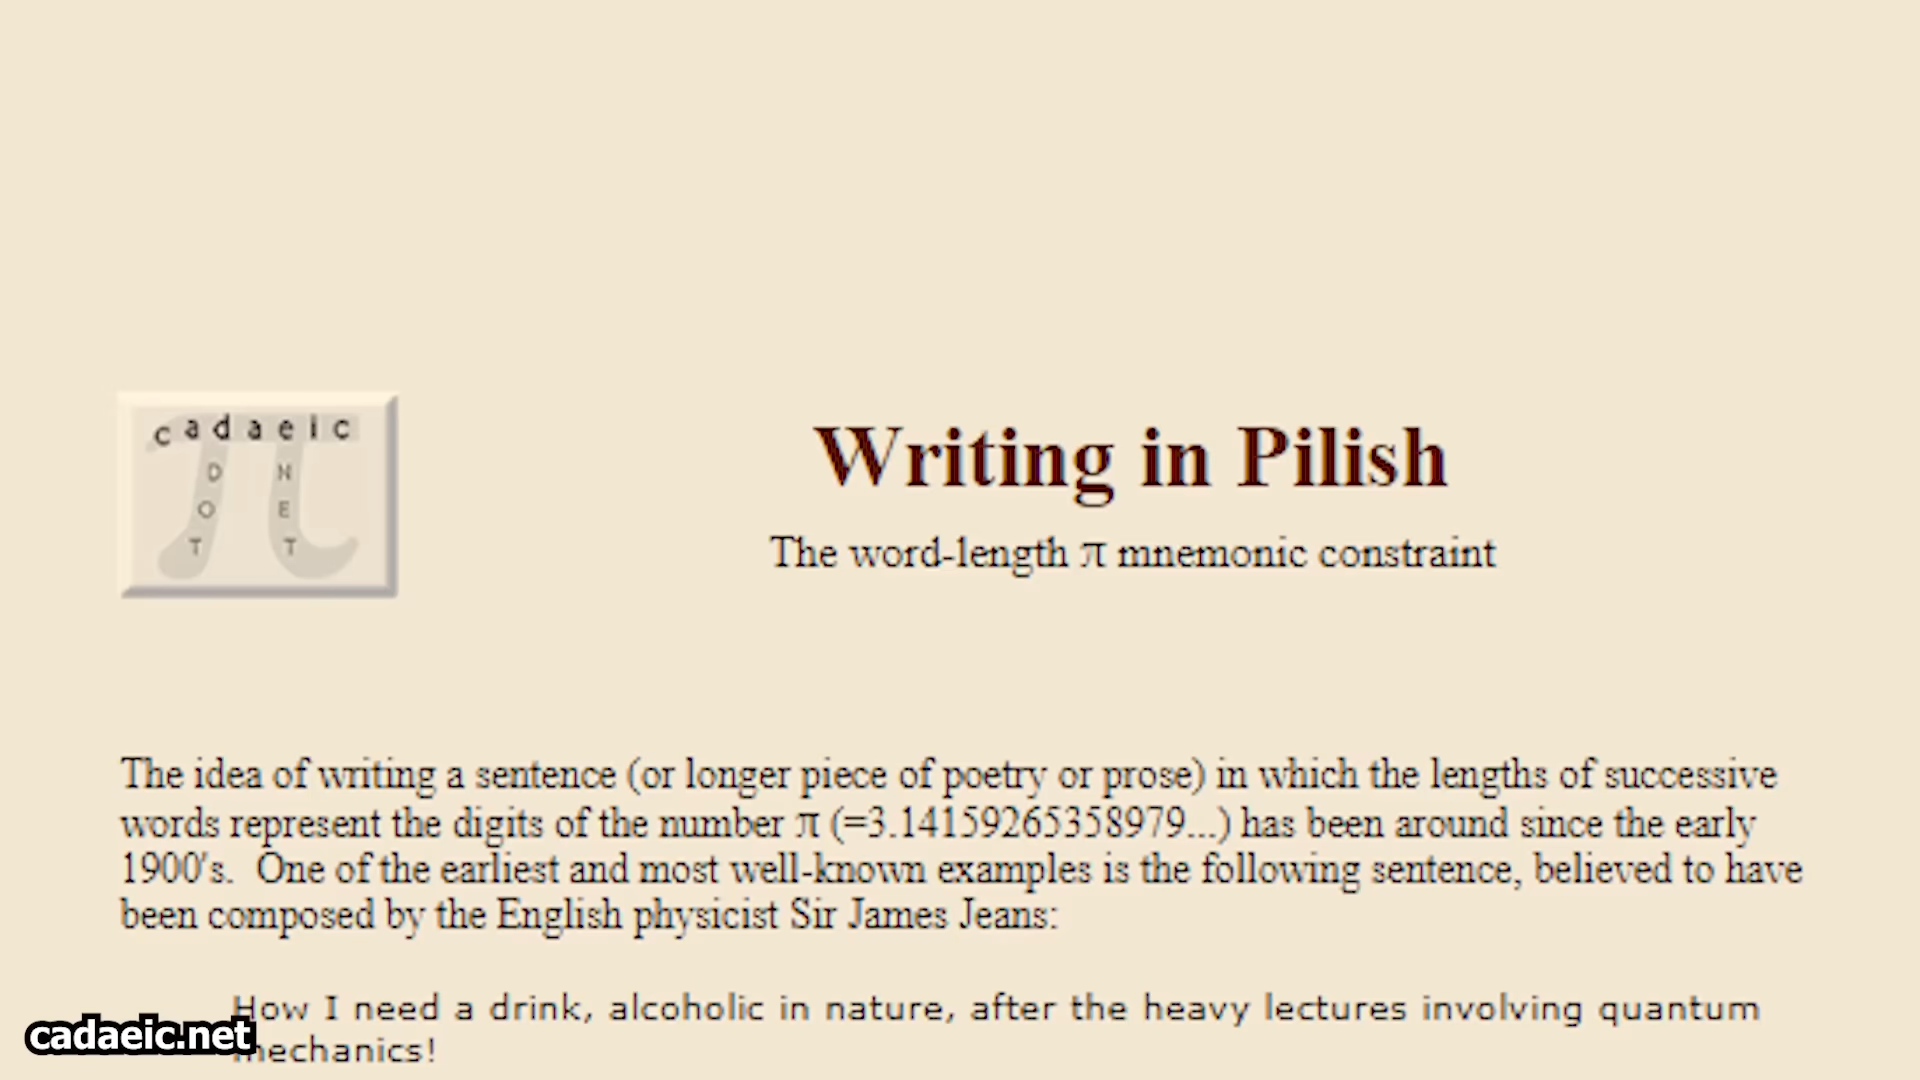 cadaeic
DOT
NET
Writing in Pilish
The word-length π mnemonic constraint
The idea of writing a sentence (or longer piece of poetry or prose) in which the lengths of successive
words represent the digits of the number π (=3.14159265358979...) has been around since the early
1900's.  One of the earliest and most well-known examples is the following sentence, believed to have
been composed by the English physicist Sir James Jeans:
How I need a drink, alcoholic in nature, after the heavy lectures involving quantum
mechanics!
cadaeic.net